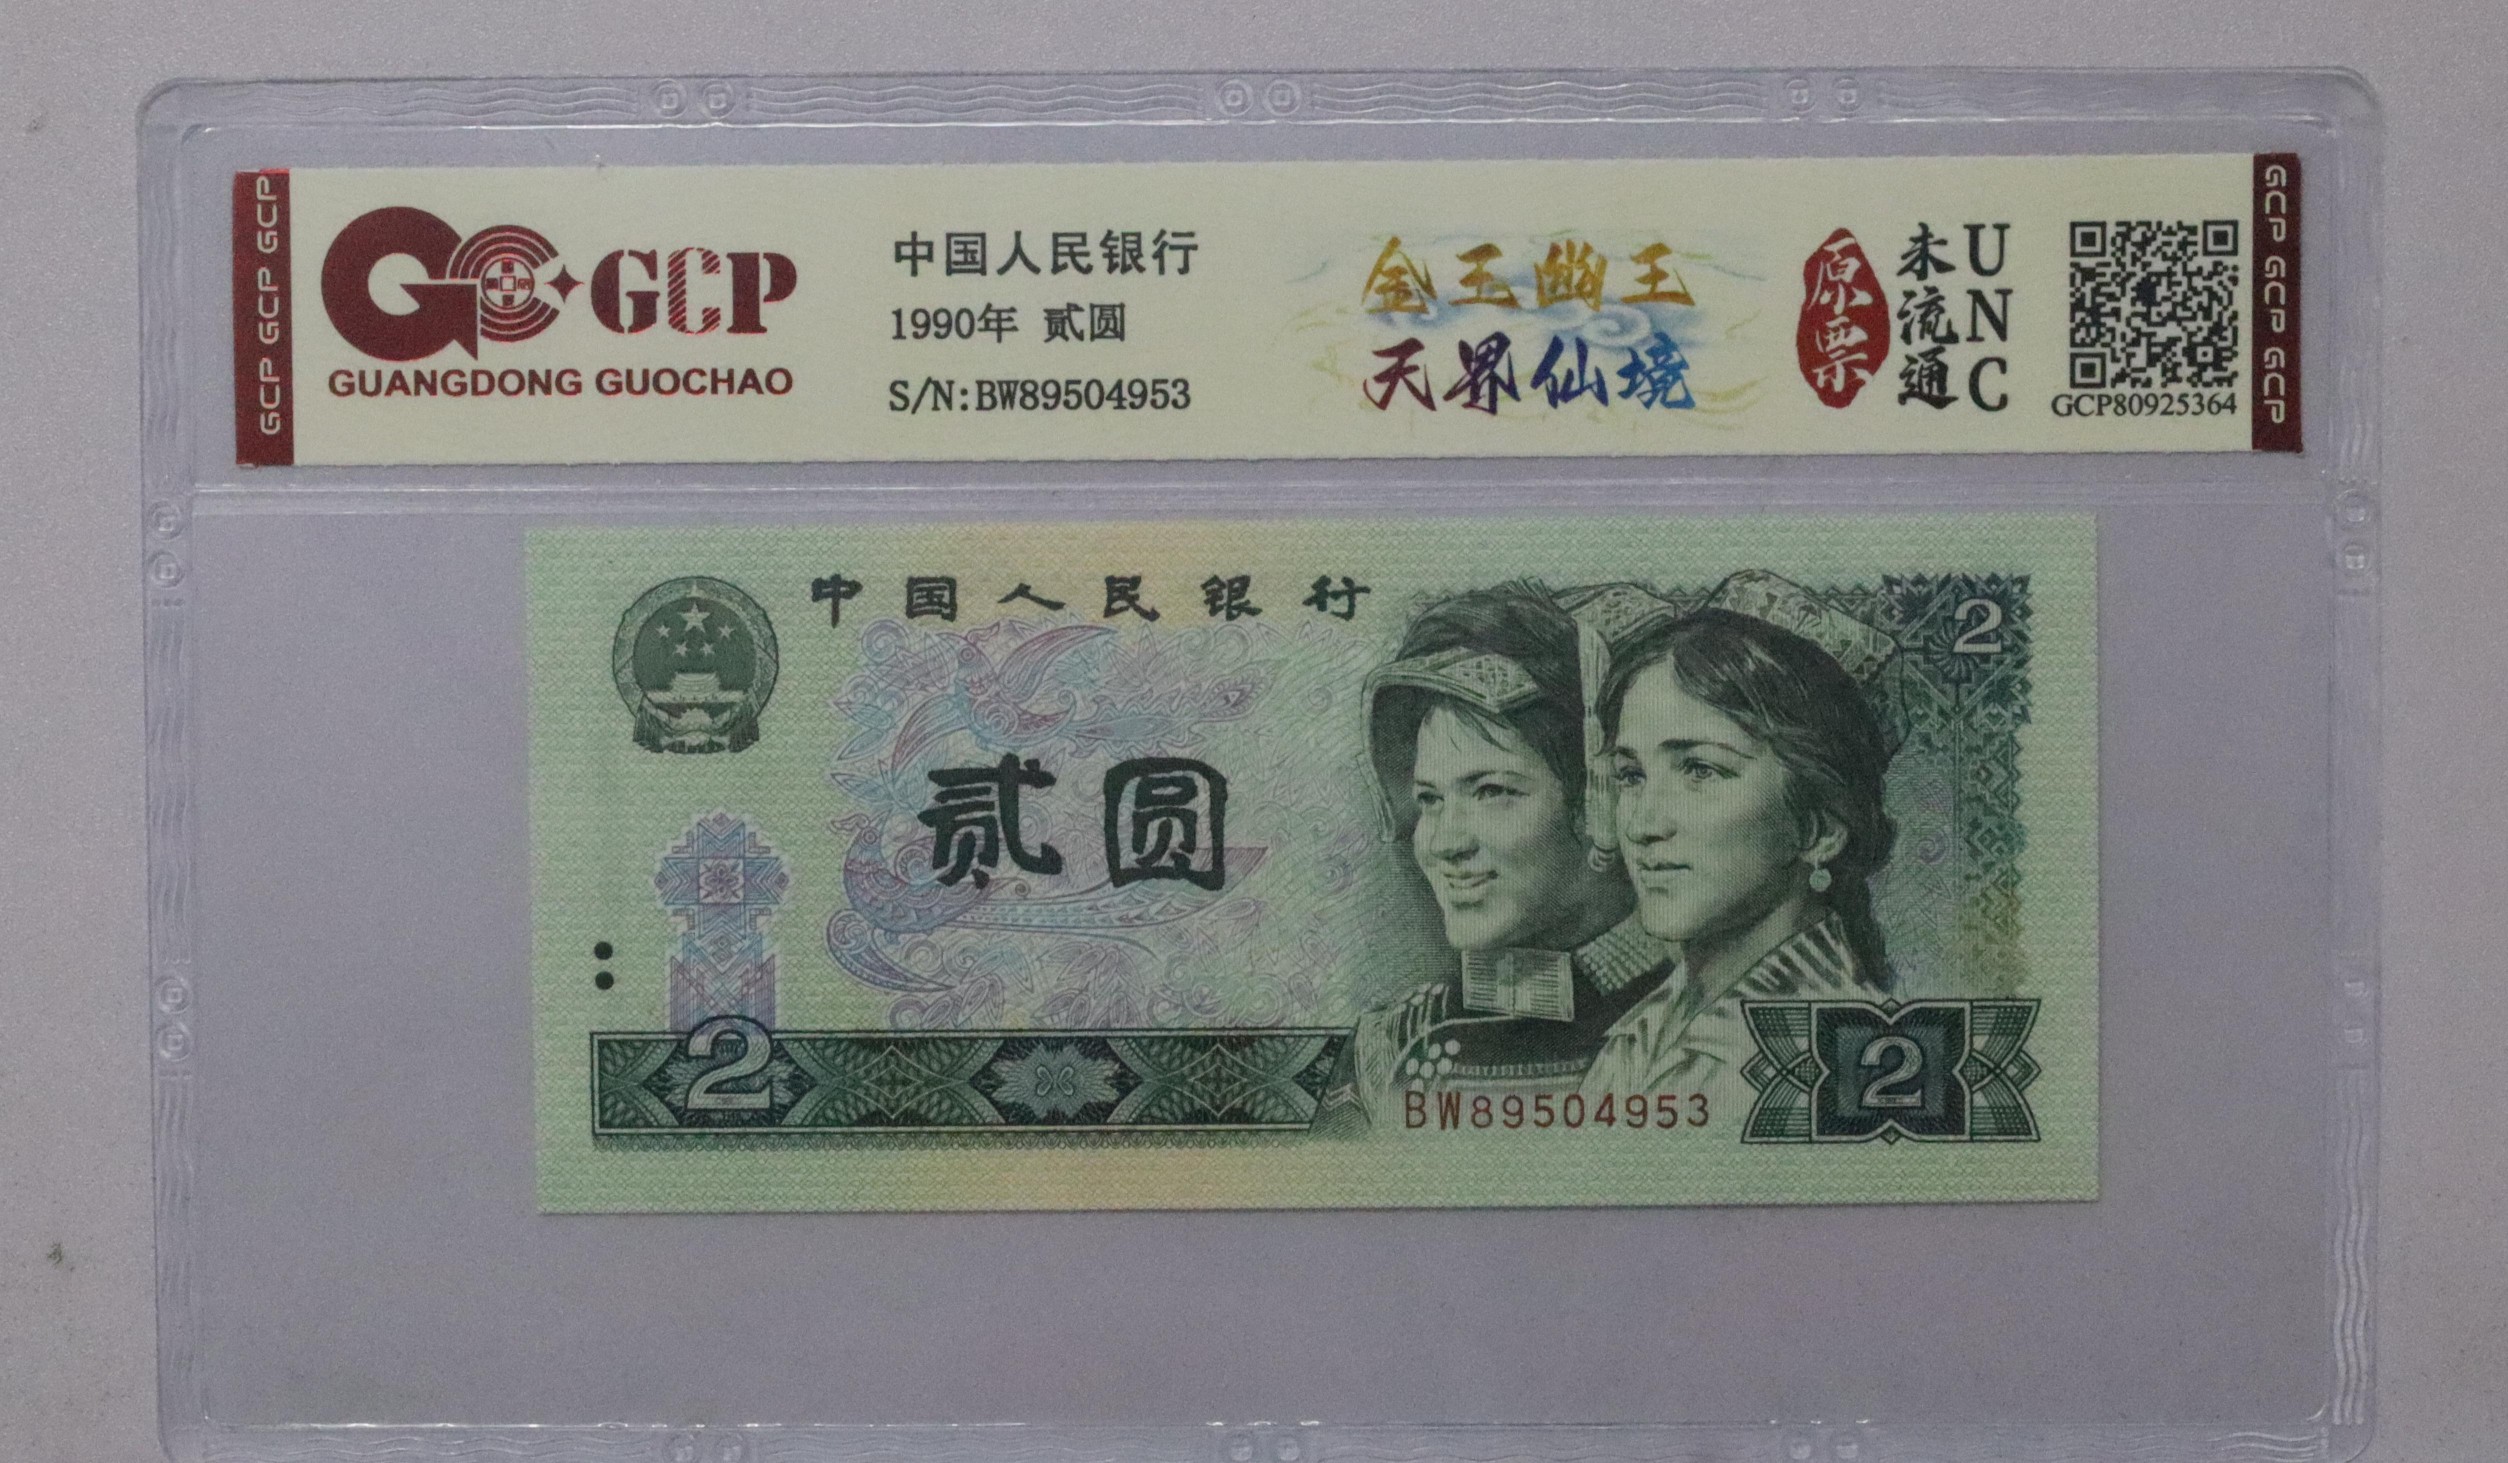 GCP GCP GCP
GCP
GUANGDONG GUOCHAO
中国人民银行
1990年 贰圆
S/N:BW89504953
金玉幽王
天界仙境
原票
未流通
UNC
GCP80925364
GCP GCP GCP
中国人民银行
2
贰圆
2
BW89504953
2